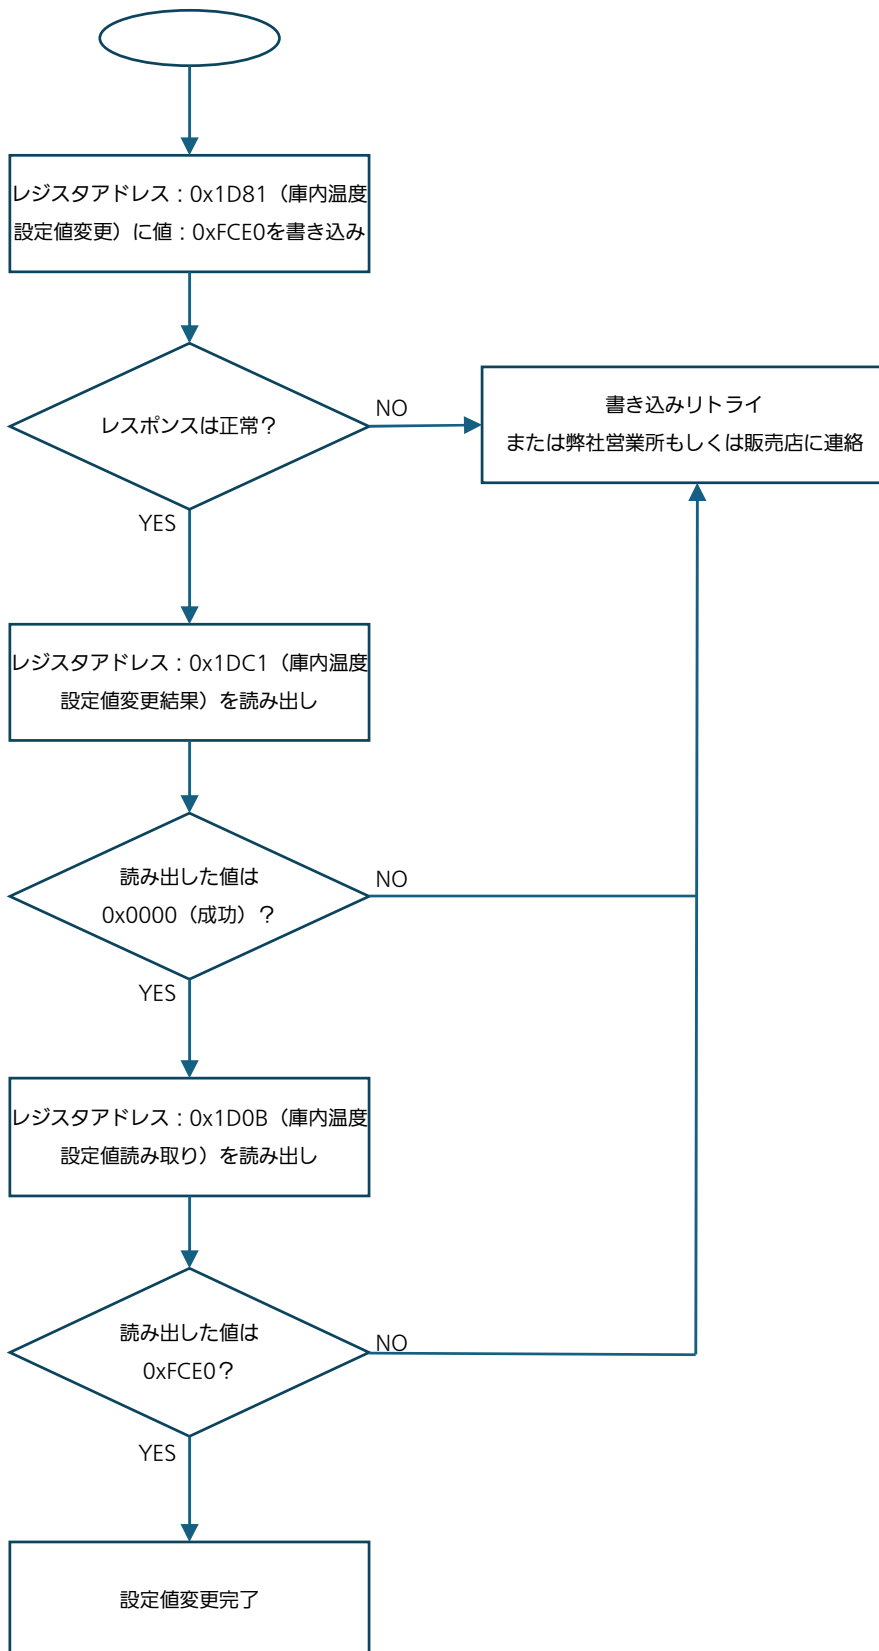 レジスタアドレス：0x1D81（庫内温度
設定値変更）に値：0xFCE0を書き込み
レスポンスは正常？
NO
書き込みリトライ
または弊社営業所もしくは販売店に連絡
YES
レジスタアドレス：0x1DC1（庫内温度
設定値変更結果）を読み出し
読み出した値は
0x0000（成功）？
NO
YES
レジスタアドレス：0x1D0B（庫内温度
設定値読み取り）を読み出し
読み出した値は
0xFCE0？
NO
YES
設定値変更完了